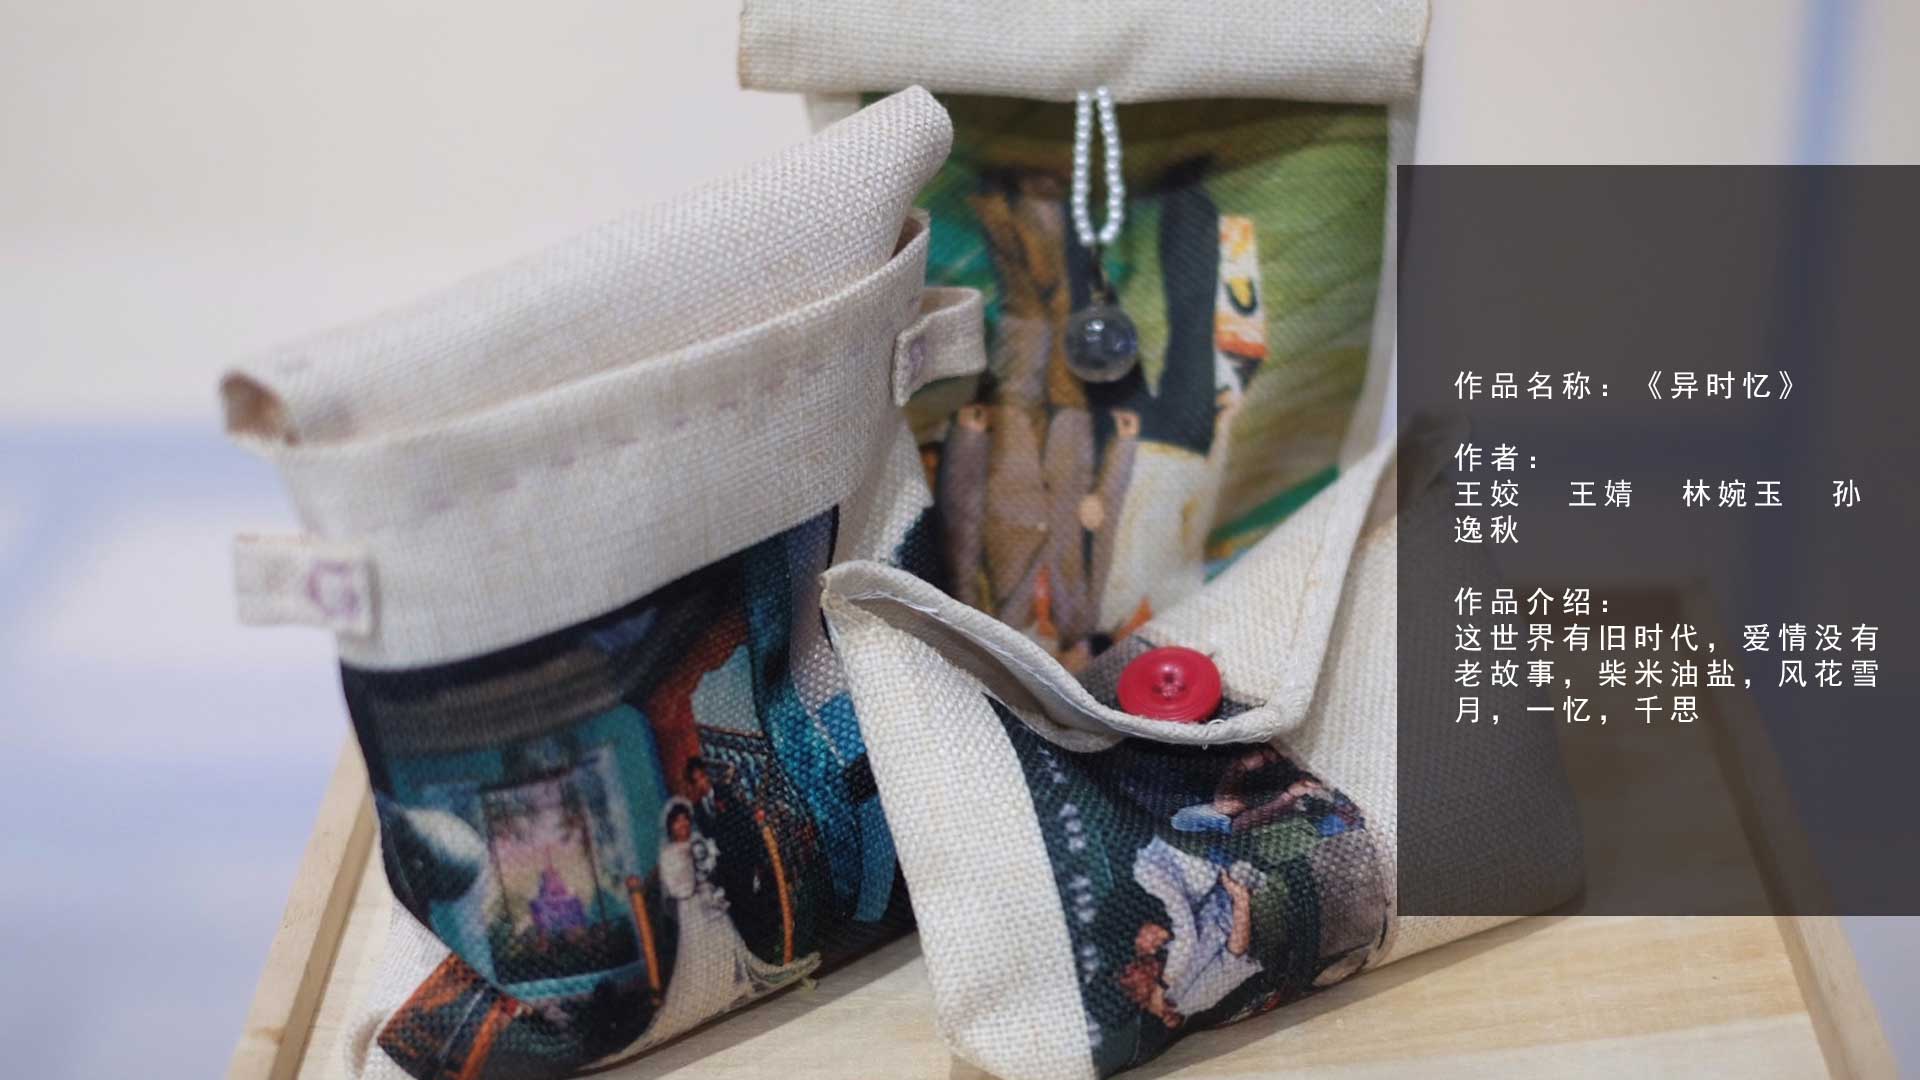 作品名称：《异时忆》
作者：
王姣 王婧 林婉玉 孙
逸秋
作品介绍：
这世界有旧时代，爱情没有
老故事，柴米油盐，风花雪
月，一忆，千思